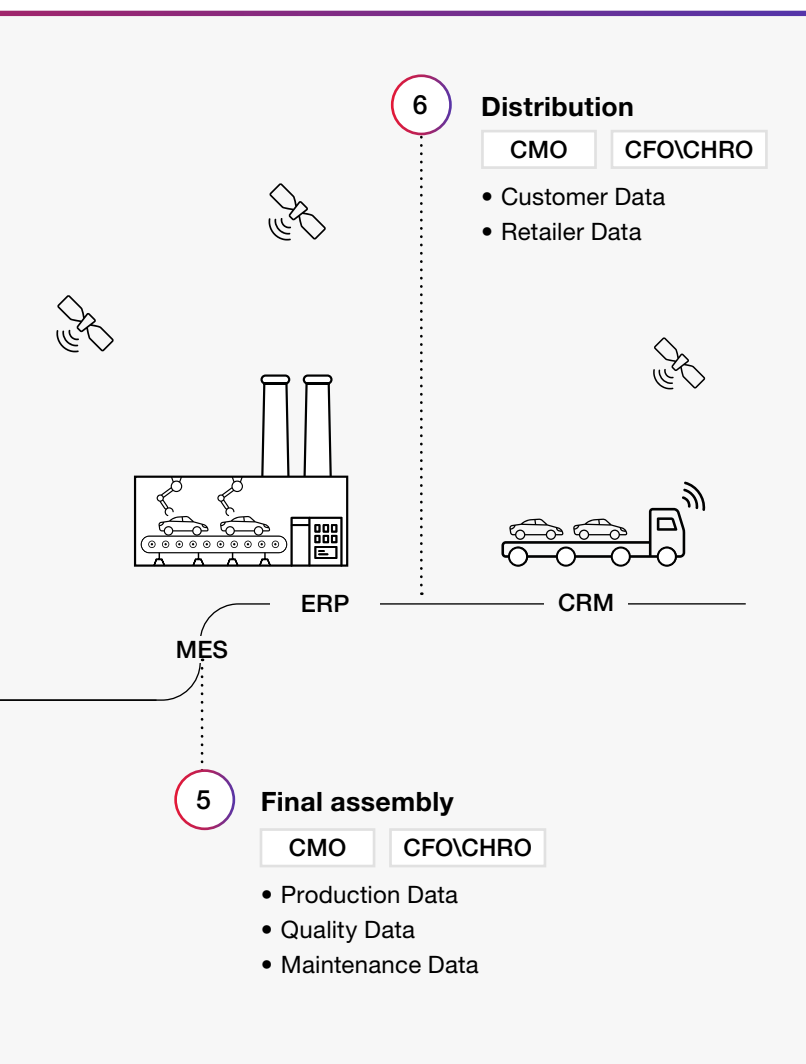 6
Distribution
CMO CFO\CHRO
• Customer Data
• Retailer Data
ERP CRM
MES
5
Final assembly
CMO CFO\CHRO
• Production Data
• Quality Data
• Maintenance Data